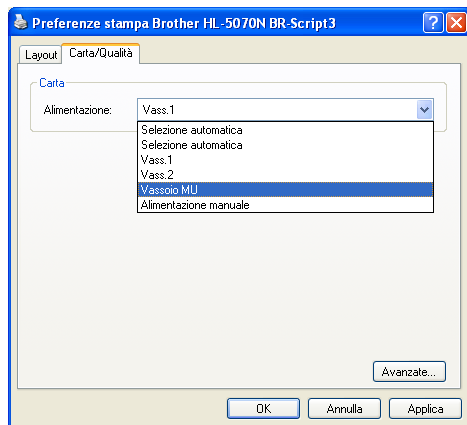 Preferenze stampa Brother HL-5070N BR-Script3
Layout
Carta/Qualità
Carta
Alimentazione:
Vass.1
Selezione automatica
Selezione automatica
Vass.1
Vass.2
Vassoio MU
Alimentazione manuale
Avanzate...
OK
Annulla
Applica